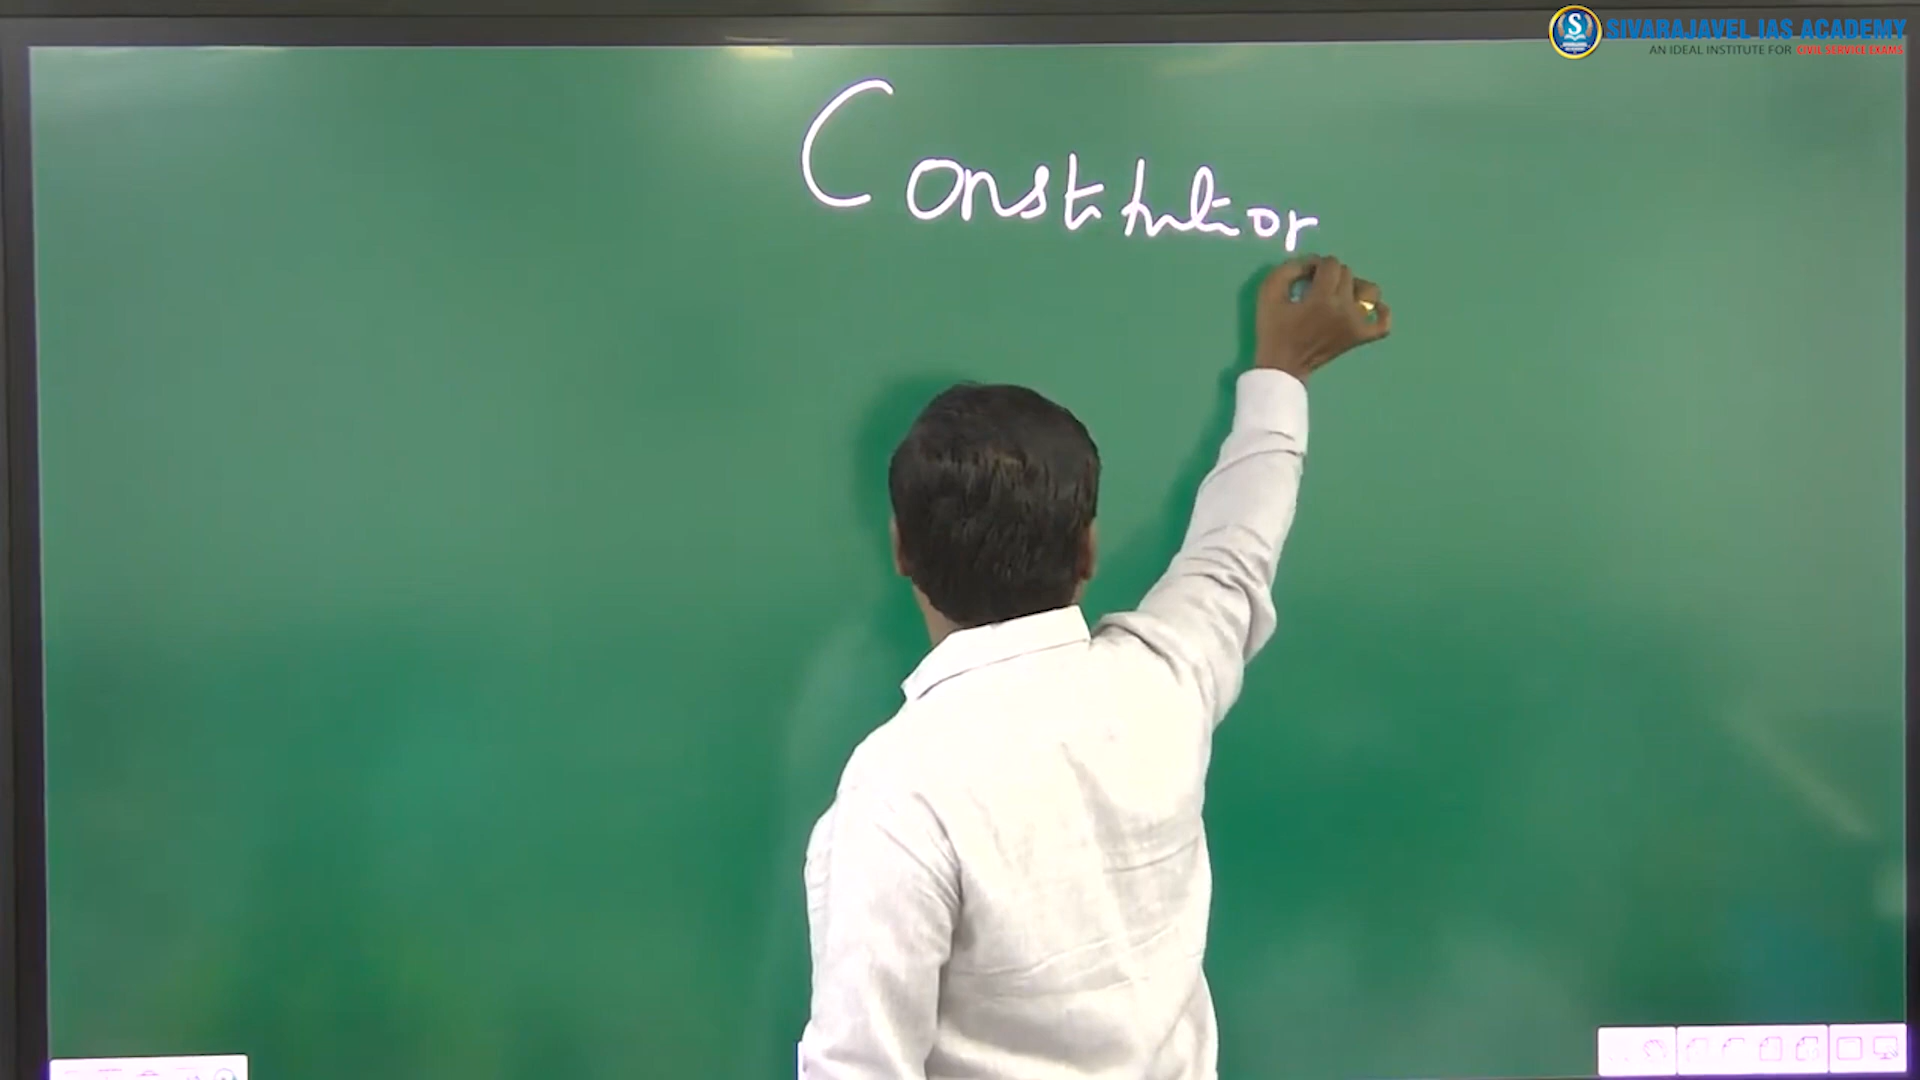 SIVARAJAVEL IAS ACADEMY
AN IDEAL INSTITUTE FOR CIVIL SERVICE EXAMS
Constitution